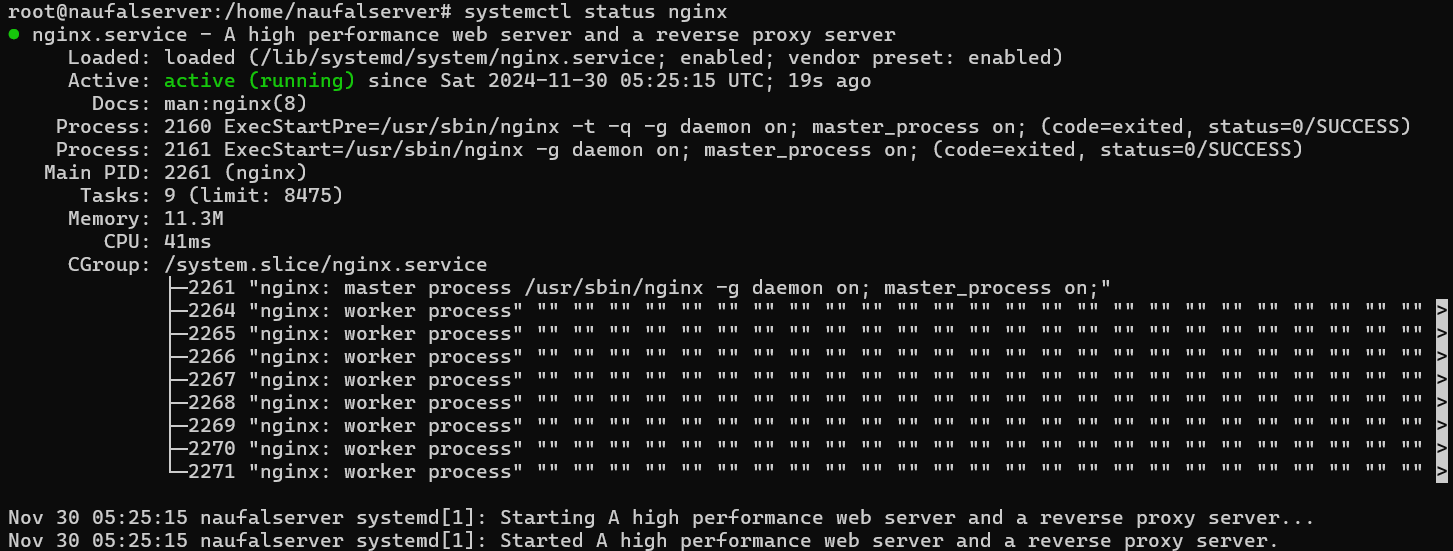 root@naufalserver:/home/naufalserver# systemctl status nginx
● nginx.service - A high performance web server and a reverse proxy server
     Loaded: loaded (/lib/systemd/system/nginx.service; enabled; vendor preset: enabled)
     Active: active (running) since Sat 2024-11-30 05:25:15 UTC; 19s ago
       Docs: man:nginx(8)
    Process: 2160 ExecStartPre=/usr/sbin/nginx -t -q -g daemon on; master_process on; (code=exited, status=0/SUCCESS)
    Process: 2161 ExecStart=/usr/sbin/nginx -g daemon on; master_process on; (code=exited, status=0/SUCCESS)
   Main PID: 2261 (nginx)
      Tasks: 9 (limit: 8475)
     Memory: 11.3M
        CPU: 41ms
     CGroup: /system.slice/nginx.service
             ├─2261 "nginx: master process /usr/sbin/nginx -g daemon on; master_process on;"
             ├─2264 "nginx: worker process" "" "" "" "" "" "" "" "" "" "" "" "" "" "" "" "" "" "" "" "" "" "" "" "" "" >
             ├─2265 "nginx: worker process" "" "" "" "" "" "" "" "" "" "" "" "" "" "" "" "" "" "" "" "" "" "" "" "" "" >
             ├─2266 "nginx: worker process" "" "" "" "" "" "" "" "" "" "" "" "" "" "" "" "" "" "" "" "" "" "" "" "" "" >
             ├─2267 "nginx: worker process" "" "" "" "" "" "" "" "" "" "" "" "" "" "" "" "" "" "" "" "" "" "" "" "" "" >
             ├─2268 "nginx: worker process" "" "" "" "" "" "" "" "" "" "" "" "" "" "" "" "" "" "" "" "" "" "" "" "" "" >
             ├─2269 "nginx: worker process" "" "" "" "" "" "" "" "" "" "" "" "" "" "" "" "" "" "" "" "" "" "" "" "" "" >
             ├─2270 "nginx: worker process" "" "" "" "" "" "" "" "" "" "" "" "" "" "" "" "" "" "" "" "" "" "" "" "" "" >
             └─2271 "nginx: worker process" "" "" "" "" "" "" "" "" "" "" "" "" "" "" "" "" "" "" "" "" "" "" "" "" "" >

Nov 30 05:25:15 naufalserver systemd[1]: Starting A high performance web server and a reverse proxy server...
Nov 30 05:25:15 naufalserver systemd[1]: Started A high performance web server and a reverse proxy server.